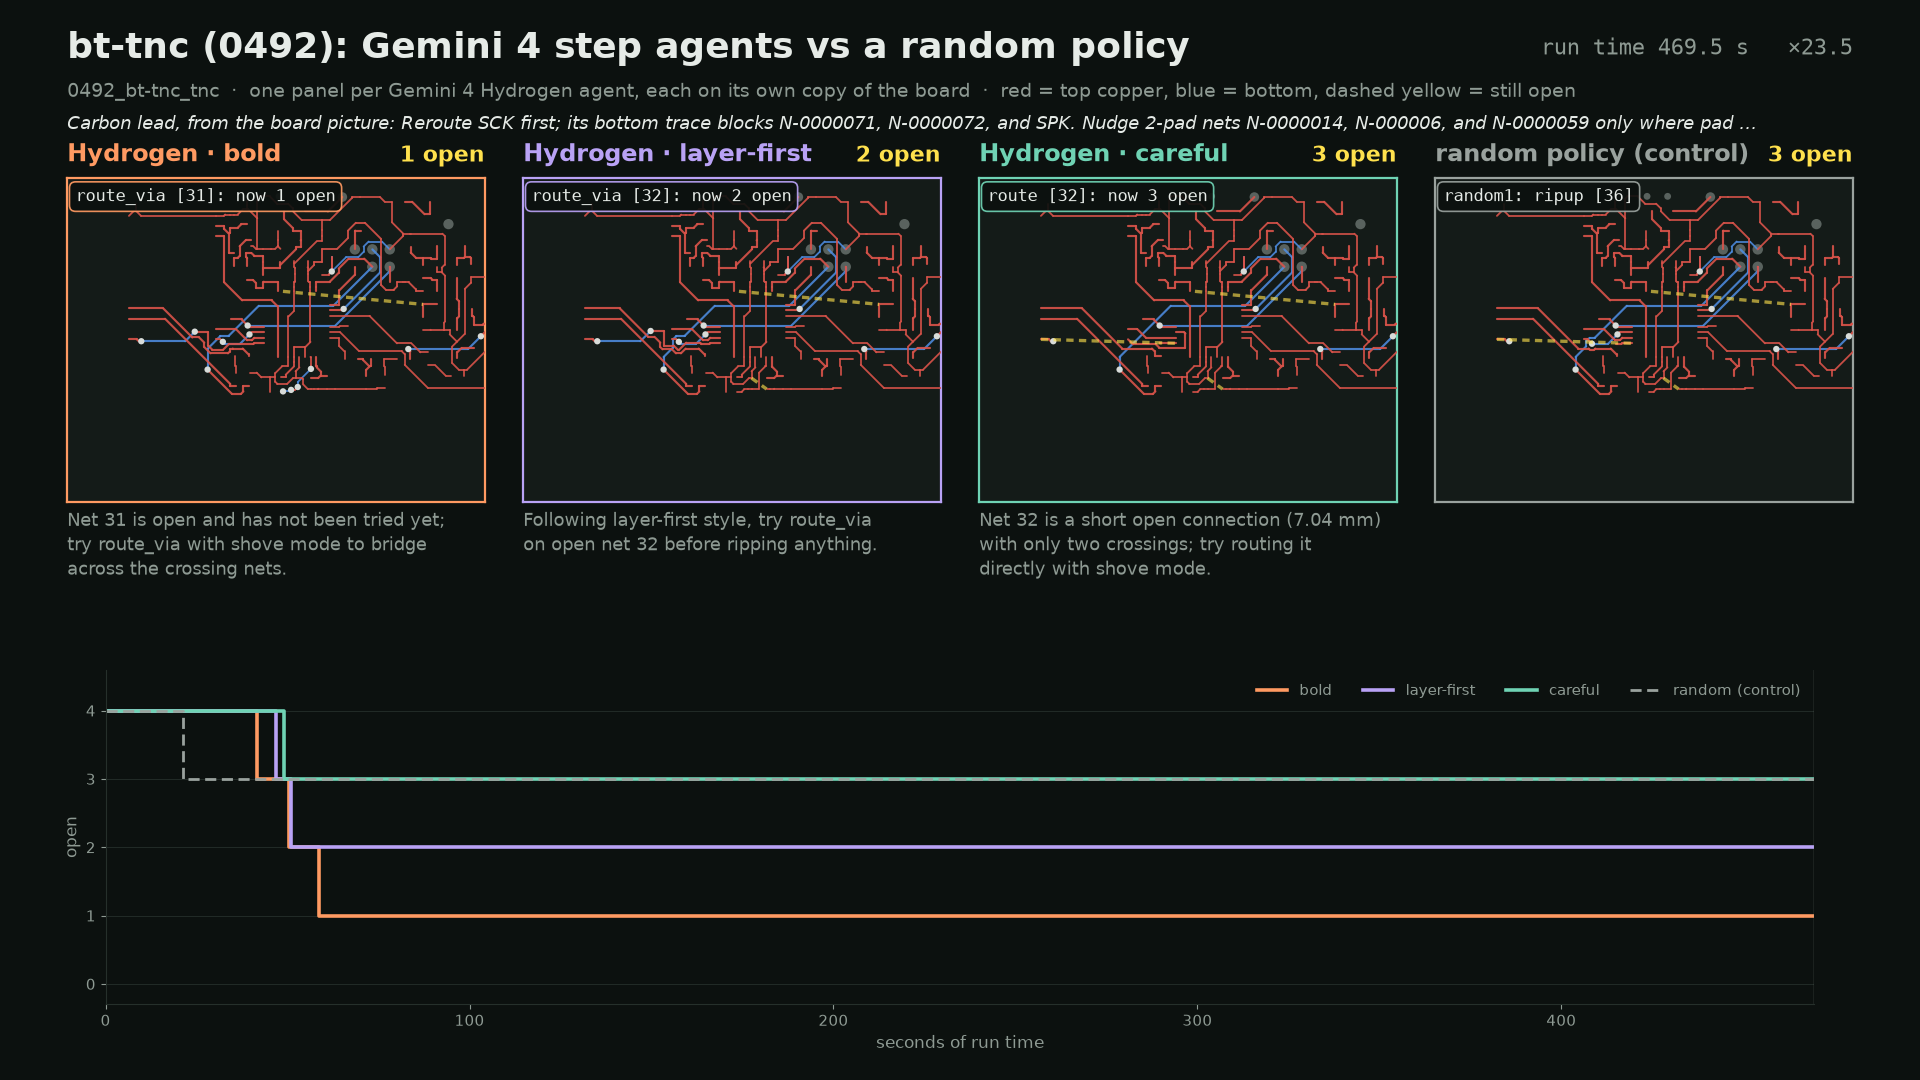 bt-tnc (0492): Gemini 4 step agents vs a random policy
run time 469.5 s ×23.5
0492_bt-tnc_tnc · one panel per Gemini 4 Hydrogen agent, each on its own copy of the board · red = top copper, blue = bottom, dashed yellow = still open
Carbon lead, from the board picture: Reroute SCK first; its bottom trace blocks N-0000071, N-0000072, and SPK. Nudge 2-pad nets N-0000014, N-000006, and N-0000059 only where pad ...
Hydrogen · bold 1 open
route_via [31]: now 1 open
Net 31 is open and has not been tried yet;
try route_via with shove mode to bridge
across the crossing nets.
Hydrogen · layer-first 2 open
route_via [32]: now 2 open
Following layer-first style, try route_via
on open net 32 before ripping anything.
Hydrogen · careful 3 open
route [32]: now 3 open
Net 32 is a short open connection (7.04 mm)
with only two crossings; try routing it
directly with shove mode.
random policy (control) 3 open
random1: ripup [36]
bold layer-first careful random (control)
open
4
3
2
1
0
0 100 200 300 400
seconds of run time